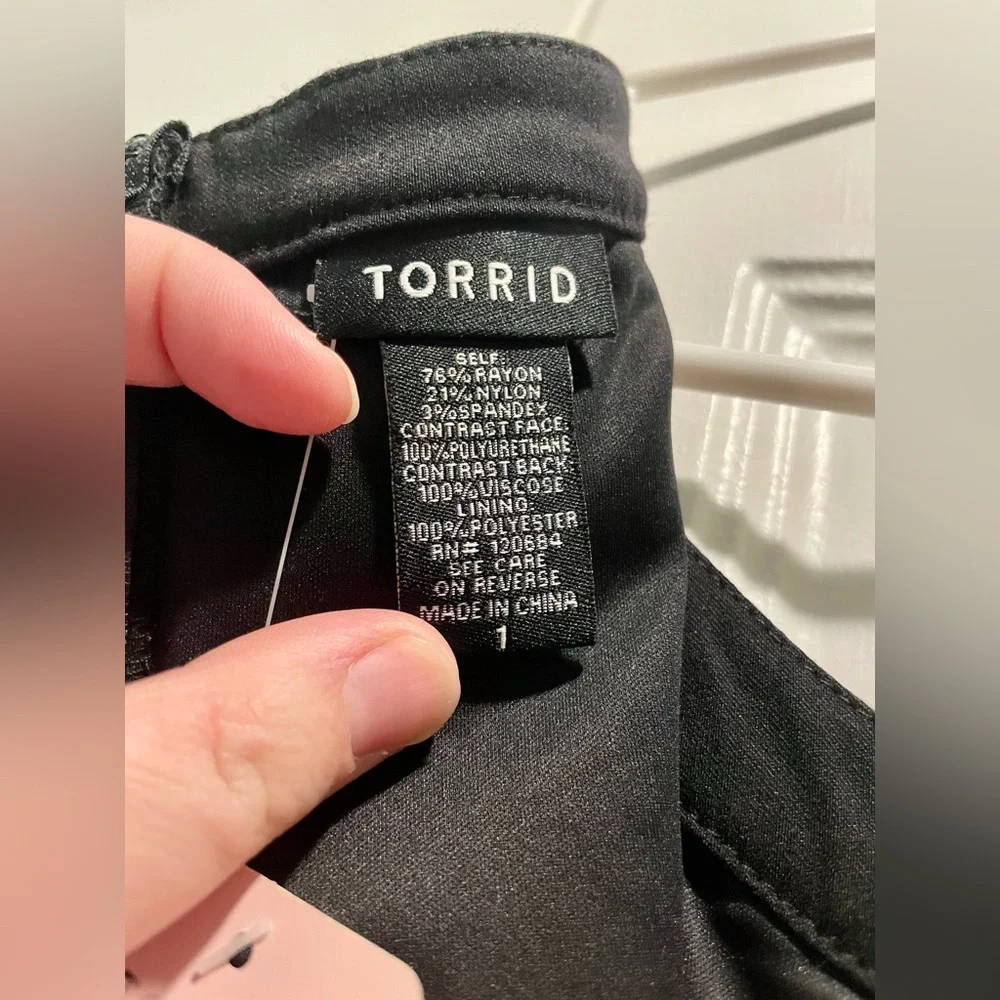 TORRID
SELF:
76% RAYON
21% NYLON
3% SPANDEX
CONTRAST FACE:
100% POLYURETHANE
CONTRAST BACK:
100% VISCOSE
LINING:
100% POLYESTER
RN# 130684
SEE CARE
ON REVERSE
MADE IN CHINA
1